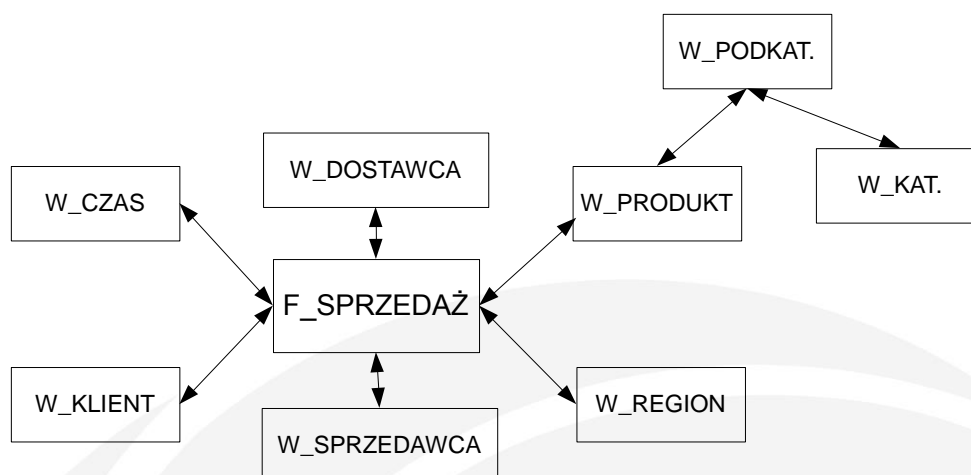 W_PODKAT.
W_DOSTAWCA
W_CZAS
W_PRODUKT
W_KAT.
F_SPRZEDAŻ
W_KLIENT
W_REGION
W_SPRZEDAWCA